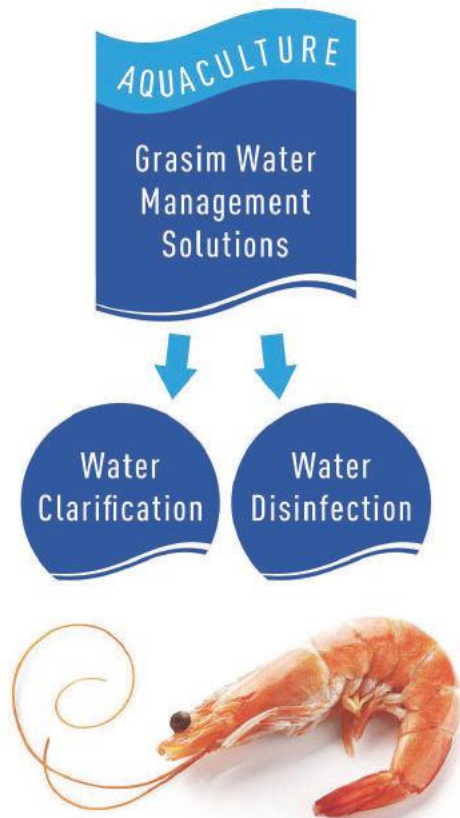 AQUACULTURE
Grasim Water
Management
Solutions
Water
Clarification
Water
Disinfection